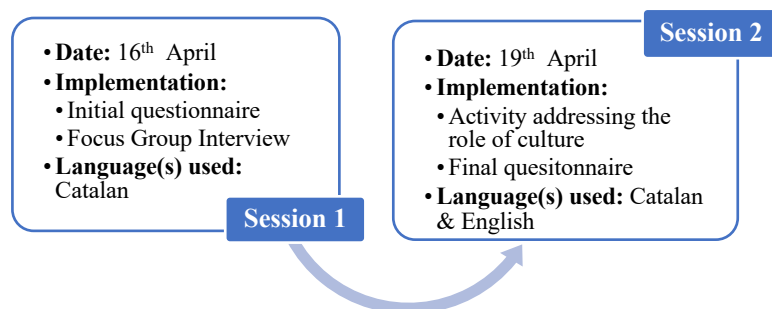 • Date: 16th April
• Implementation:
• Initial questionnaire
• Focus Group Interview
• Language(s) used:
Catalan
Session 1
Session 2
• Date: 19th April
• Implementation:
• Activity addressing the
role of culture
• Final quesitonnaire
• Language(s) used: Catalan
& English